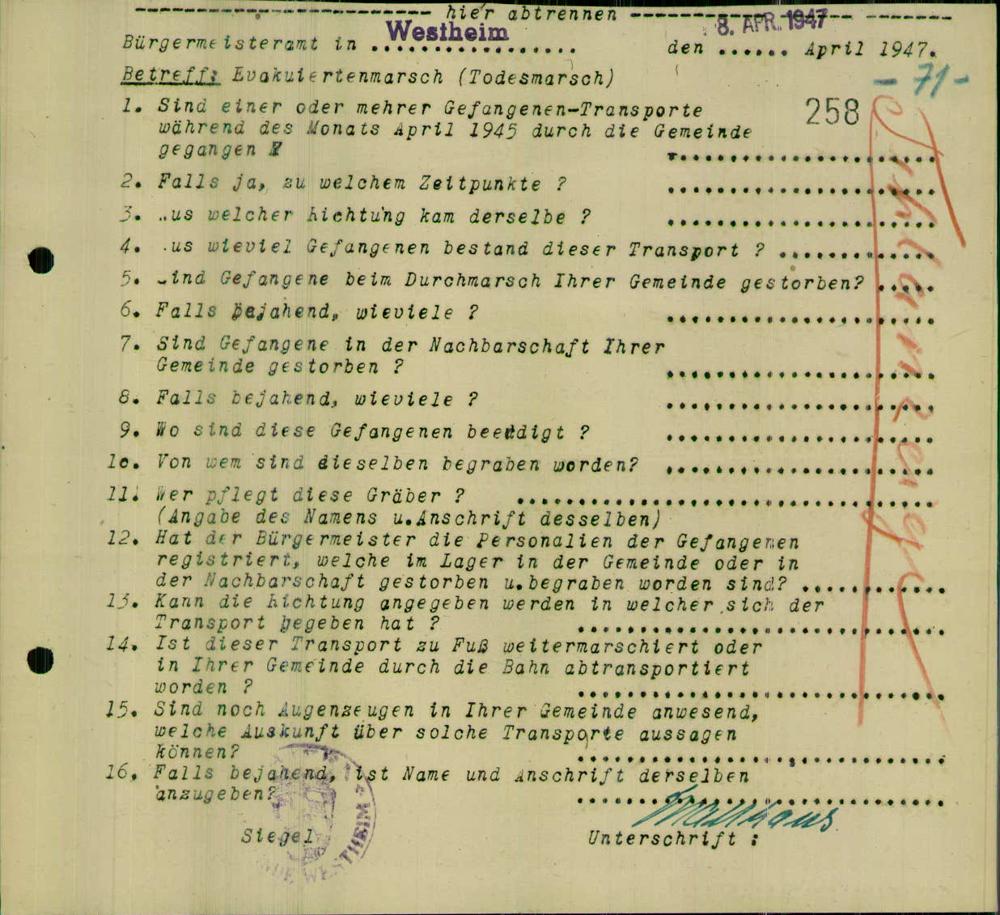 hier abtrennen
8. APR. 1947
Westheim
Bürgermeisteramt in .................. den ...... April 1947.
Betreff: Evakuiertenmarsch (Todesmarsch)
- 71 -
258
1. Sind einer oder mehrer Gefangenen-Transporte
während des Monats April 1945 durch die Gemeinde
gegangen
2. Falls ja, zu welchem Zeitpunkte ?
3. us welcher Richtung kam derselbe ?
4. us wieviel Gefangenen bestand dieser Transport ?
5. ind Gefangene beim Durchmarsch Ihrer Gemeinde gestorben?
6. Falls bejahend, wieviele ?
7. Sind Gefangene in der Nachbarschaft Ihrer
Gemeinde gestorben ?
8. Falls bejahend, wieviele ?
9. Wo sind diese Gefangenen beerdigt ?
1o. Von wem sind dieselben begraben worden?
11. Wer pflegt diese Gräber ?
(Angabe des Namens u.Anschrift desselben)
12. Hat der Bürgermeister die Personalien der Gefangenen
registriert, welche im Lager in der Gemeinde oder in
der Nachbarschaft gestorben u.begraben worden sind?
13. Kann die Richtung angegeben werden in welcher sich der
Transport begeben hat ?
14. Ist dieser Transport zu Fuß weitermarschiert oder
in Ihrer Gemeinde durch die Bahn abtransportiert
worden ?
15. Sind noch Augenzeugen in Ihrer Gemeinde anwesend,
welche Auskunft über solche Transporte aussagen
können?
16. Falls bejahend, ist Name und Anschrift derselben
anzugeben?
Siegel
Unterschrift :
WESTHEIM
Fehlanzeige